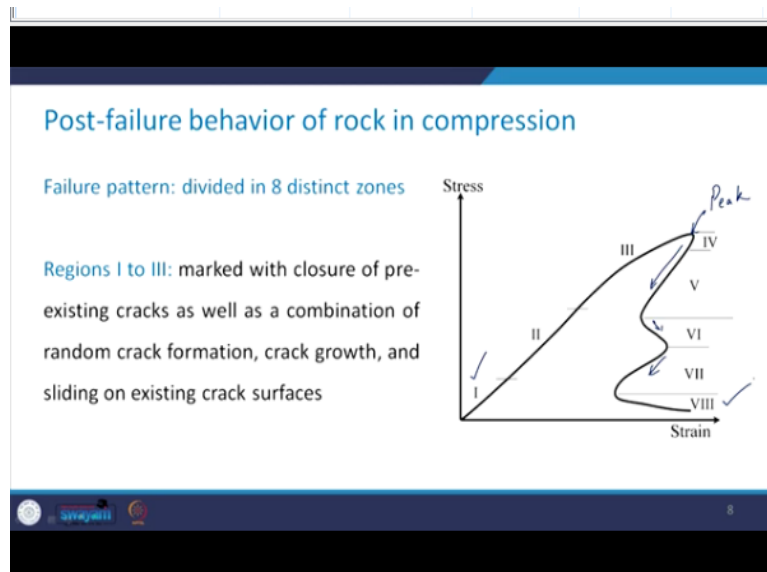 Post-failure behavior of rock in compression
Failure pattern: divided in 8 distinct zones
Regions I to III: marked with closure of pre-
existing cracks as well as a combination of
random crack formation, crack growth, and
sliding on existing crack surfaces
Stress
Peak
IV
III
V
II
VI
VII
I
VIII
Strain
swayam
8